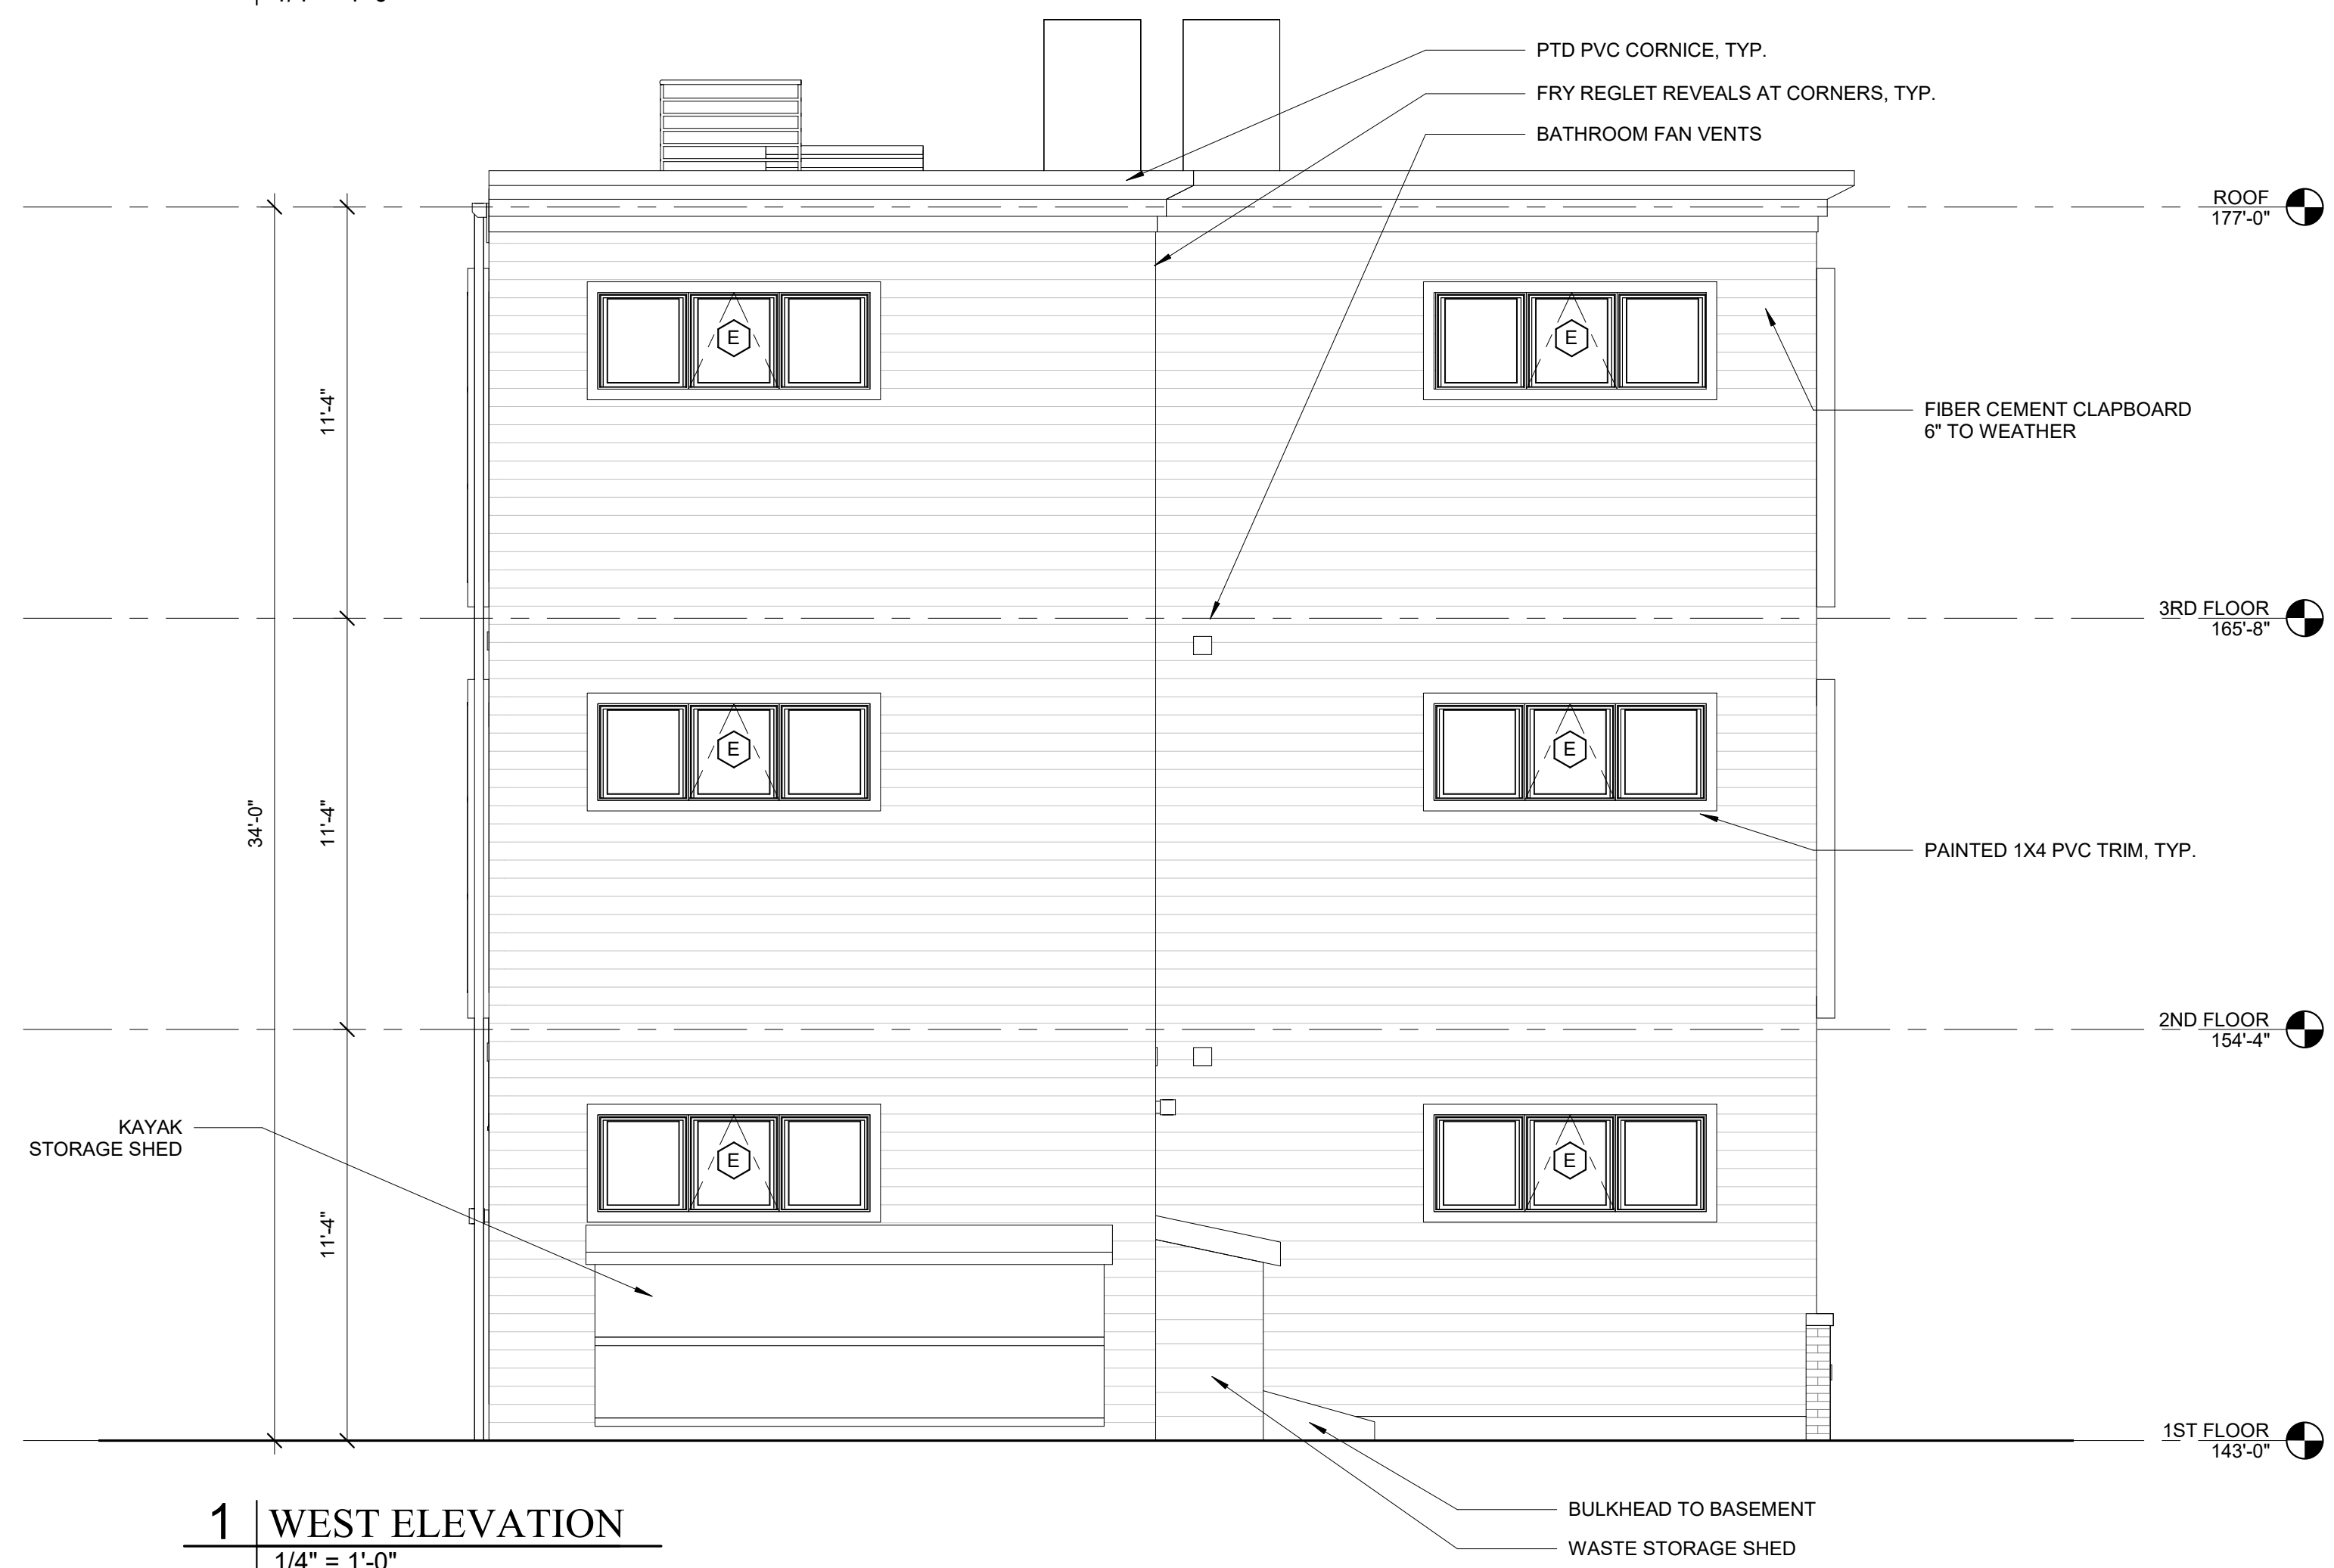 PTD PVC CORNICE, TYP.
FRY REGLET REVEALS AT CORNERS, TYP.
BATHROOM FAN VENTS
ROOF
177'-0"
E
E
11'-4"
FIBER CEMENT CLAPBOARD
6" TO WEATHER
3RD FLOOR
165'-8"
E
E
34'-0"
11'-4"
PAINTED 1X4 PVC TRIM, TYP.
2ND FLOOR
154'-4"
KAYAK
STORAGE SHED
E
E
11'-4"
1ST FLOOR
143'-0"
1 WEST ELEVATION
1/4" = 1'-0"
BULKHEAD TO BASEMENT
WASTE STORAGE SHED